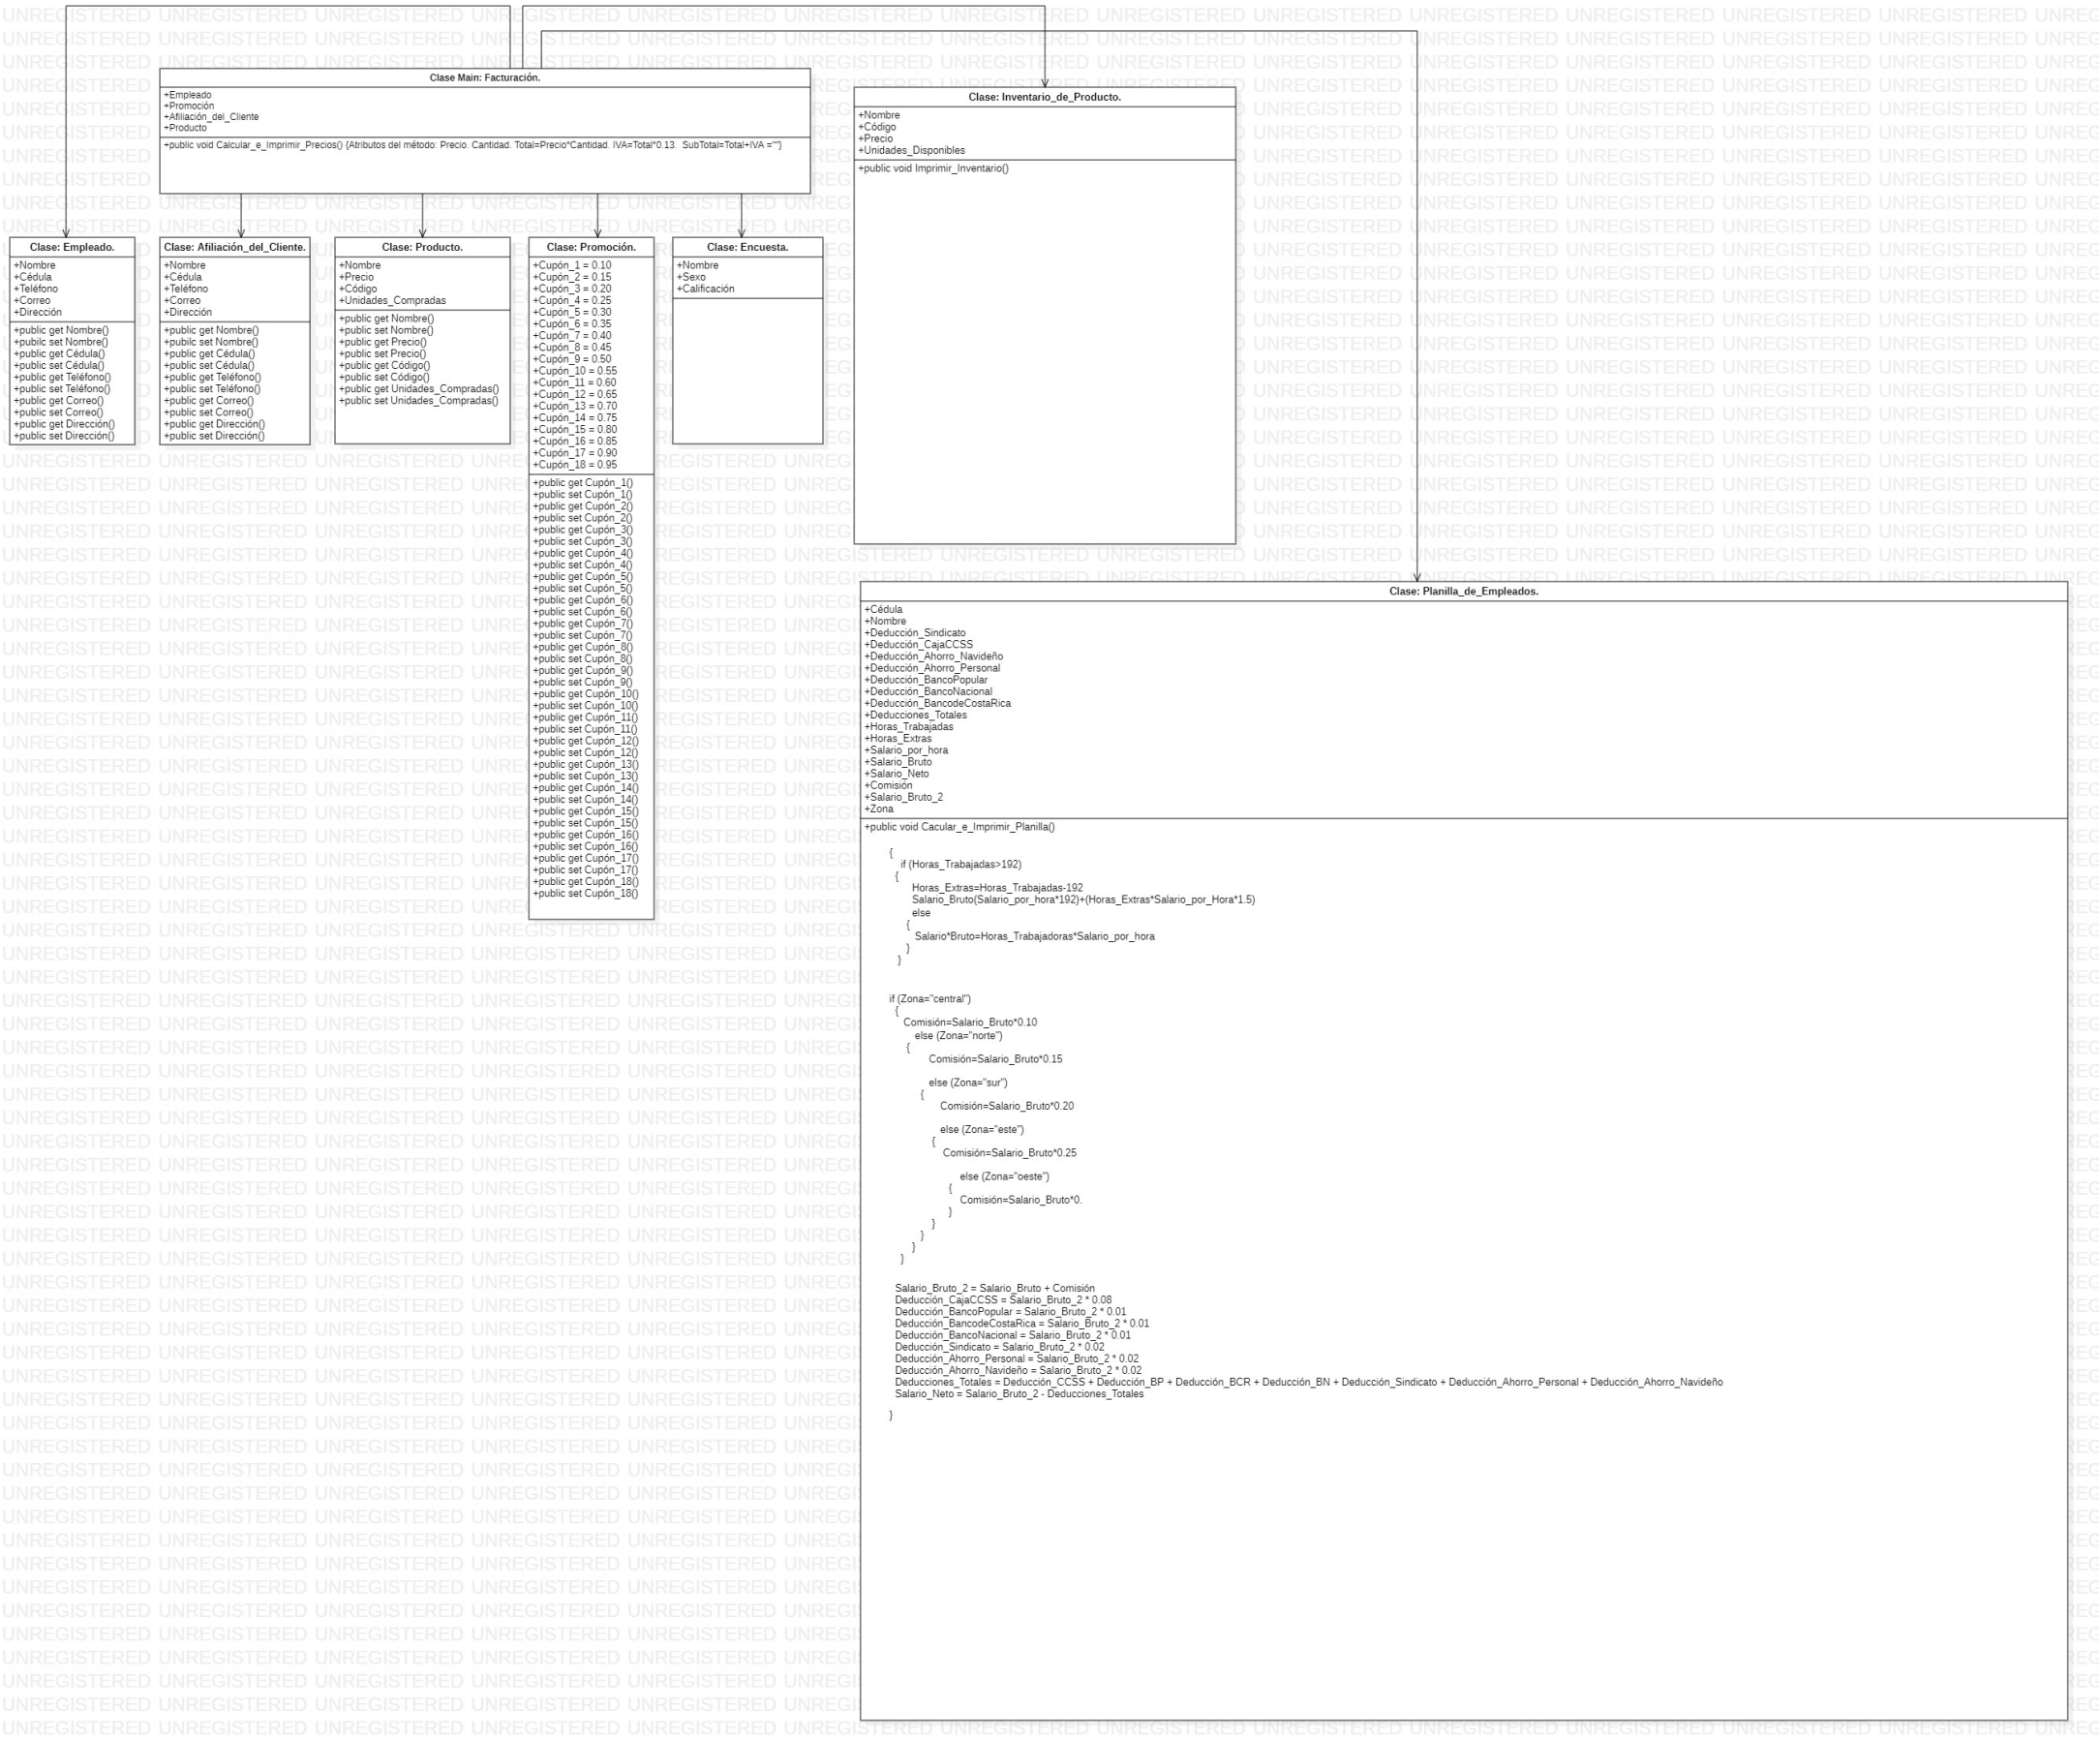 Clase Main: Facturación.
+Empleado
+Promoción
+Afiliación_del_Cliente
+Producto
+public void Calcular_e_Imprimir_Precios() {Atributos del método: Precio. Cantidad. Total=Precio*Cantidad. IVA=Total*0.13.  SubTotal=Total+IVA =""}
Clase: Inventario_de_Producto.
+Nombre
+Código
+Precio
+Unidades_Disponibles
+public void Imprimir_Inventario()
Clase: Empleado.
+Nombre
+Cédula
+Teléfono
+Correo
+Dirección
+public get Nombre()
+pubilc set Nombre()
+public get Cédula()
+public set Cédula()
+public get Teléfono()
+public set Teléfono()
+public get Correo()
+public set Correo()
+public get Dirección()
+public set Dirección()
Clase: Afiliación_del_Cliente.
+Nombre
+Cédula
+Teléfono
+Correo
+Dirección
+public get Nombre()
+pubilc set Nombre()
+public get Cédula()
+public set Cédula()
+public get Teléfono()
+public set Teléfono()
+public get Correo()
+public set Correo()
+public get Dirección()
+public set Dirección()
Clase: Producto.
+Nombre
+Precio
+Código
+Unidades_Compradas
+public get Nombre()
+public set Nombre()
+public get Precio()
+public set Precio()
+public get Código()
+public set Código()
+public get Unidades_Compradas()
+public set Unidades_Compradas()
Clase: Promoción.
+Cupón_1 = 0.10
+Cupón_2 = 0.15
+Cupón_3 = 0.20
+Cupón_4 = 0.25
+Cupón_5 = 0.30
+Cupón_6 = 0.35
+Cupón_7 = 0.40
+Cupón_8 = 0.45
+Cupón_9 = 0.50
+Cupón_10 = 0.55
+Cupón_11 = 0.60
+Cupón_12 = 0.65
+Cupón_13 = 0.70
+Cupón_14 = 0.75
+Cupón_15 = 0.80
+Cupón_16 = 0.85
+Cupón_17 = 0.90
+Cupón_18 = 0.95
+public get Cupón_1()
+public set Cupón_1()
+public get Cupón_2()
+public set Cupón_2()
+public get Cupón_3()
+public set Cupón_3()
+public get Cupón_4()
+public set Cupón_4()
+public get Cupón_5()
+public set Cupón_5()
+public get Cupón_6()
+public set Cupón_6()
+public get Cupón_7()
+public set Cupón_7()
+public get Cupón_8()
+public set Cupón_8()
+public get Cupón_9()
+public set Cupón_9()
+public get Cupón_10()
+public set Cupón_10()
+public get Cupón_11()
+public set Cupón_11()
+public get Cupón_12()
+public set Cupón_12()
+public get Cupón_13()
+public set Cupón_13()
+public get Cupón_14()
+public set Cupón_14()
+public get Cupón_15()
+public set Cupón_15()
+public get Cupón_16()
+public set Cupón_16()
+public get Cupón_17()
+public set Cupón_17()
+public get Cupón_18()
+public set Cupón_18()
Clase: Encuesta.
+Nombre
+Sexo
+Calificación
Clase: Planilla_de_Empleados.
+Cédula
+Nombre
+Deducción_Sindicato
+Deducción_CajaCCSS
+Deducción_Ahorro_Navideño
+Deducción_Ahorro_Personal
+Deducción_BancoPopular
+Deducción_BancoNacional
+Deducción_BancodeCostaRica
+Deducciones_Totales
+Horas_Trabajadas
+Horas_Extras
+Salario_por_hora
+Salario_Bruto
+Salario_Neto
+Comisión
+Salario_Bruto_2
+Zona
+public void Cacular_e_Imprimir_Planilla()
{
if (Horas_Trabajadas>192)
{
Horas_Extras=Horas_Trabajadas-192
Salario_Bruto(Salario_por_hora*192)+(Horas_Extras*Salario_por_Hora*1.5)
else
{
Salario*Bruto=Horas_Trabajadoras*Salario_por_hora
}
}
if (Zona="central")
{
Comisión=Salario_Bruto*0.10
else (Zona="norte")
{
Comisión=Salario_Bruto*0.15
else (Zona="sur")
{
Comisión=Salario_Bruto*0.20
else (Zona="este")
{
Comisión=Salario_Bruto*0.25
else (Zona="oeste")
{
Comisión=Salario_Bruto*0.
}
}
}
}
}
Salario_Bruto_2 = Salario_Bruto + Comisión
Deducción_CajaCCSS = Salario_Bruto_2 * 0.08
Deducción_BancoPopular = Salario_Bruto_2 * 0.01
Deducción_BancodeCostaRica = Salario_Bruto_2 * 0.01
Deducción_BancoNacional = Salario_Bruto_2 * 0.01
Deducción_Sindicato = Salario_Bruto_2 * 0.02
Deducción_Ahorro_Personal = Salario_Bruto_2 * 0.02
Deducción_Ahorro_Navideño = Salario_Bruto_2 * 0.02
Deducciones_Totales = Deducción_CCSS + Deducción_BP + Deducción_BCR + Deducción_BN + Deducción_Sindicato + Deducción_Ahorro_Personal + Deducción_Ahorro_Navideño
Salario_Neto = Salario_Bruto_2 - Deducciones_Totales
}